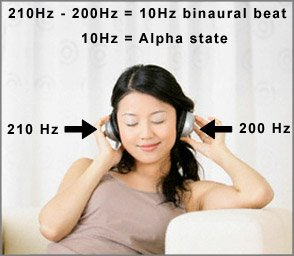 210Hz - 200Hz = 10Hz binaural beat
10Hz = Alpha state
210 Hz
200 Hz